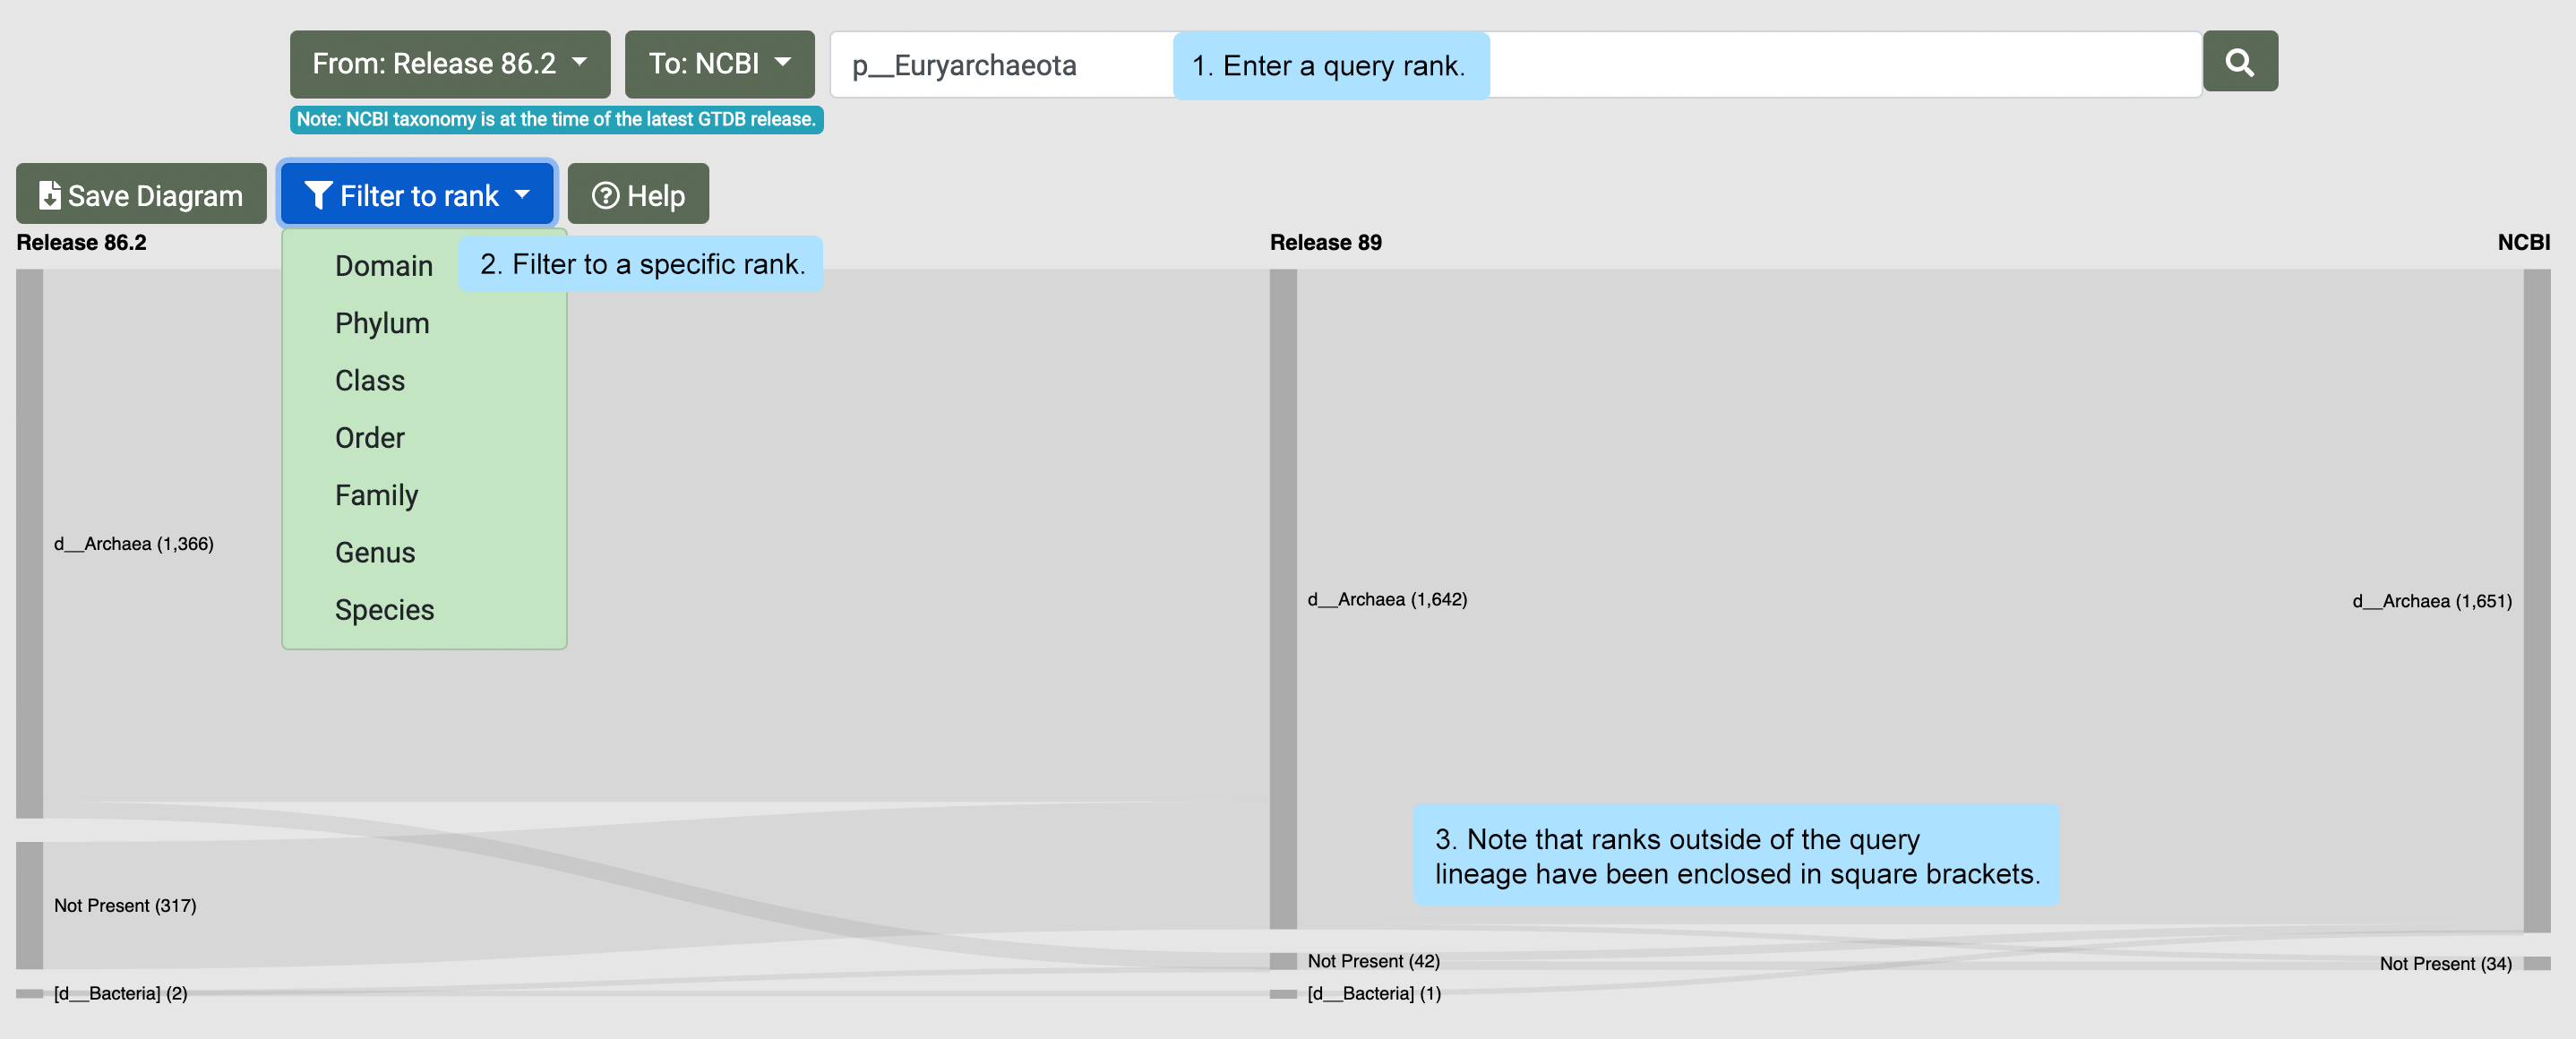 From: Release 86.2
To: NCBI
p__Euryarchaeota
1. Enter a query rank.
Note: NCBI taxonomy is at the time of the latest GTDB release.
Save Diagram
Filter to rank
Help
Release 86.2
Release 89
NCBI
Domain
2. Filter to a specific rank.
Phylum
Class
Order
Family
Genus
Species
d__Archaea (1,366)
d__Archaea (1,642)
d__Archaea (1,651)
3. Note that ranks outside of the query
lineage have been enclosed in square brackets.
Not Present (317)
Not Present (42)
Not Present (34)
[d__Bacteria] (2)
[d__Bacteria] (1)